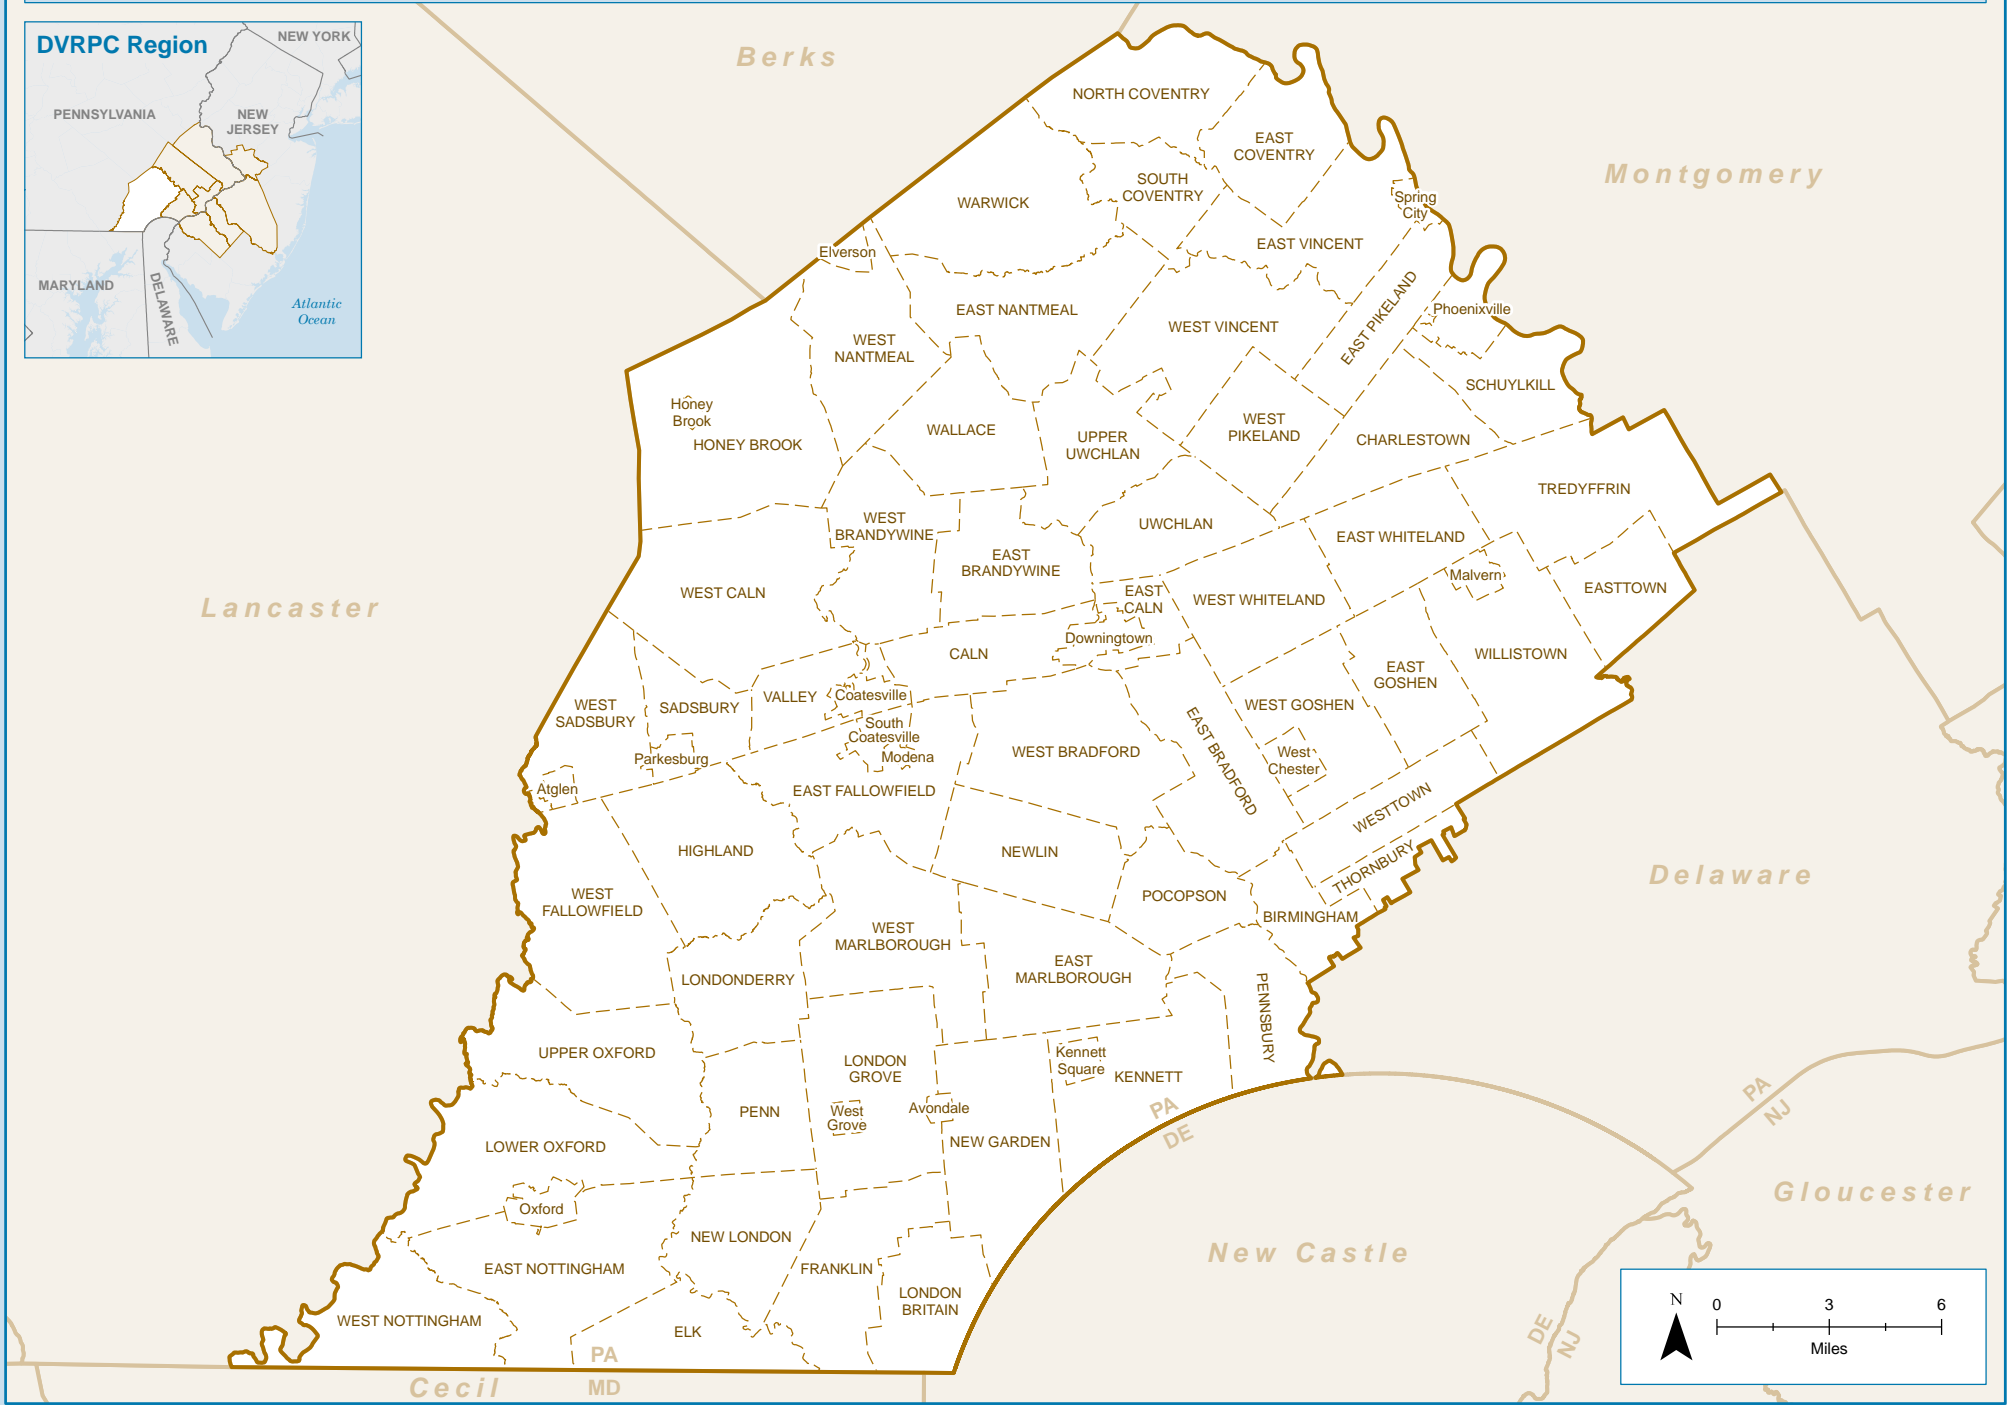 DVRPC Region
NEW YORK
PENNSYLVANIA
NEW
JERSEY
MARYLAND
DELAWARE
Atlantic
Ocean
Berks
Montgomery
Lancaster
Delaware
Gloucester
New Castle
Cecil
NORTH COVENTRY
EAST
COVENTRY
SOUTH
COVENTRY
WARWICK
Spring
City
Elverson
EAST VINCENT
EAST NANTMEAL
WEST VINCENT
EAST PIKELAND
Phoenixville
WEST
NANTMEAL
SCHUYLKILL
Honey
Brook
HONEY BROOK
WALLACE
UPPER
UWCHLAN
WEST
PIKELAND
CHARLESTOWN
TREDYFFRIN
WEST
BRANDYWINE
UWCHLAN
EAST WHITELAND
EAST
BRANDYWINE
Malvern
EASTTOWN
WEST CALN
EAST
CALN
WEST WHITELAND
Downingtown
CALN
WILLISTOWN
EAST
GOSHEN
WEST
SADSBURY
SADSBURY
VALLEY
Coatesville
WEST GOSHEN
South
Coatesville
Modena
WEST BRADFORD
EAST BRADFORD
West
Chester
Parkesburg
Atglen
EAST FALLOWFIELD
WESTTOWN
HIGHLAND
NEWLIN
THORNBURY
WEST
FALLOWFIELD
POCOPSON
BIRMINGHAM
WEST
MARLBOROUGH
EAST
MARLBOROUGH
LONDONDERRY
PENNSBURY
UPPER OXFORD
LONDON
GROVE
Kennett
Square
KENNETT
PENN
West
Grove
Avondale
NEW GARDEN
LOWER OXFORD
Oxford
NEW LONDON
EAST NOTTINGHAM
FRANKLIN
LONDON
BRITAIN
WEST NOTTINGHAM
ELK
PA
MD
PA
DE
PA
NJ
DE
NJ
N
0 3 6
Miles